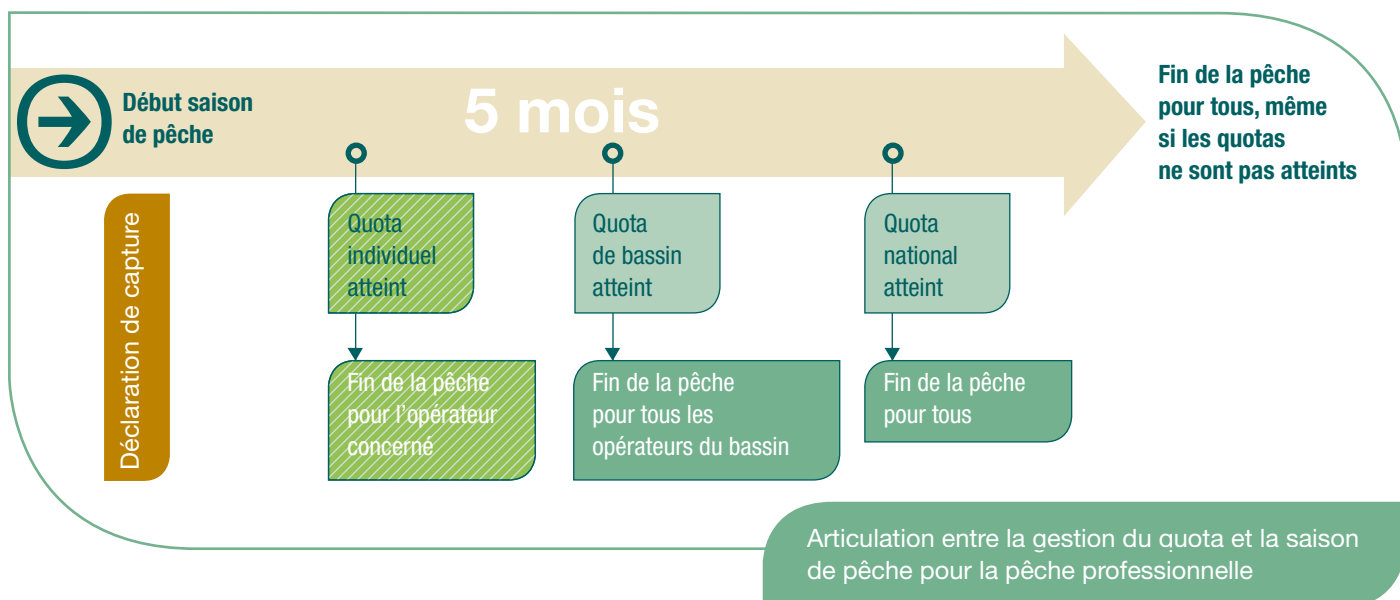 Début saison
de pêche
5 mois
Fin de la pêche
pour tous, même
si les quotas
ne sont pas atteints
Déclaration de capture
Quota
individuel
atteint
Fin de la pêche
pour l'opérateur
concerné
Quota
de bassin
atteint
Fin de la pêche
pour tous les
opérateurs du bassin
Quota
national
atteint
Fin de la pêche
pour tous
Articulation entre la gestion du quota et la saison
de pêche pour la pêche professionnelle